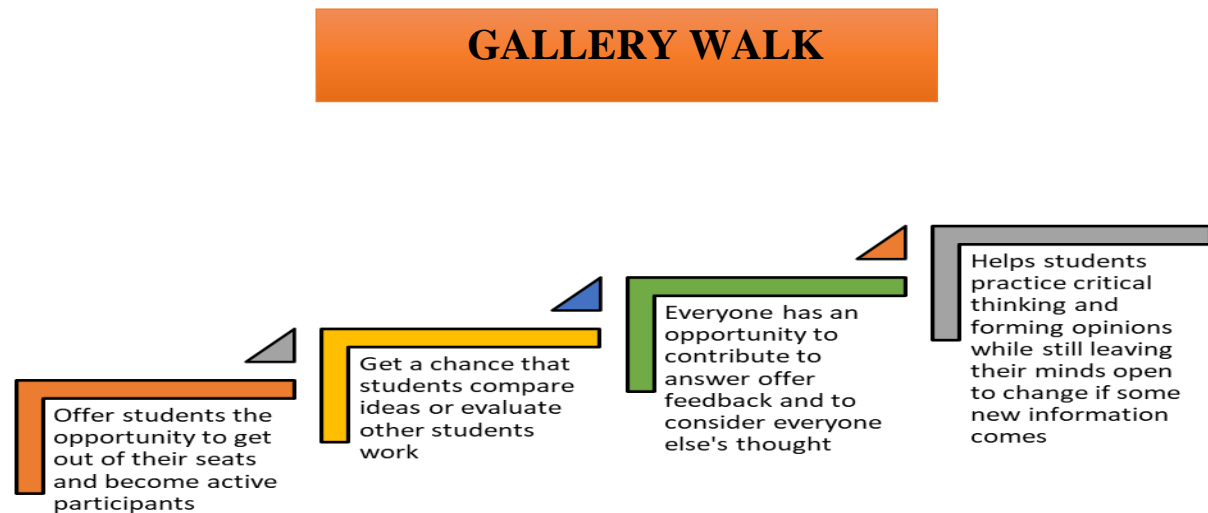 GALLERY WALK
Offer students the
opportunity to get
out of their seats
and become active
participants
Get a chance that
students compare
ideas or evaluate
other students
work
Everyone has an
opportunity to
contribute to
answer offer
feedback and to
consider everyone
else's thought
Helps students
practice critical
thinking and
forming opinions
while still leaving
their minds open
to change if some
new information
comes